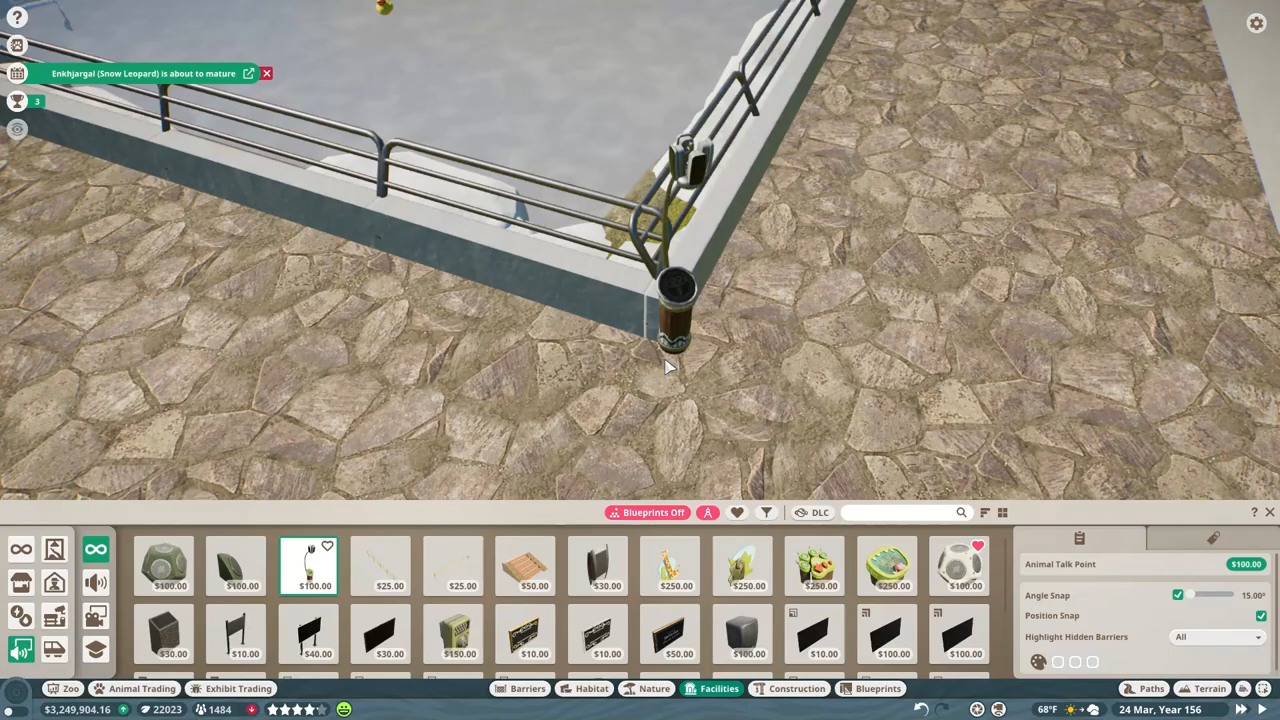 ?
Enkhjargal (Snow Leopard) is about to mature
3
Blueprints Off
DLC
?
$100.00
$100.00
$100.00
$25.00
$25.00
$50.00
$30.00
$250.00
$250.00
$250.00
$250.00
$100.00
$30.00
$10.00
$40.00
$30.00
$150.00
$10.00
$10.00
$50.00
$100.00
$10.00
$100.00
$100.00
Animal Talk Point
$100.00
Angle Snap
15.00°
Position Snap
Highlight Hidden Barriers
All
Zoo
Animal Trading
Exhibit Trading
Barriers
Habitat
Nature
Facilities
Construction
Blueprints
Paths
Terrain
$3,249,904.16
22023
1484
68°F
24 Mar, Year 156